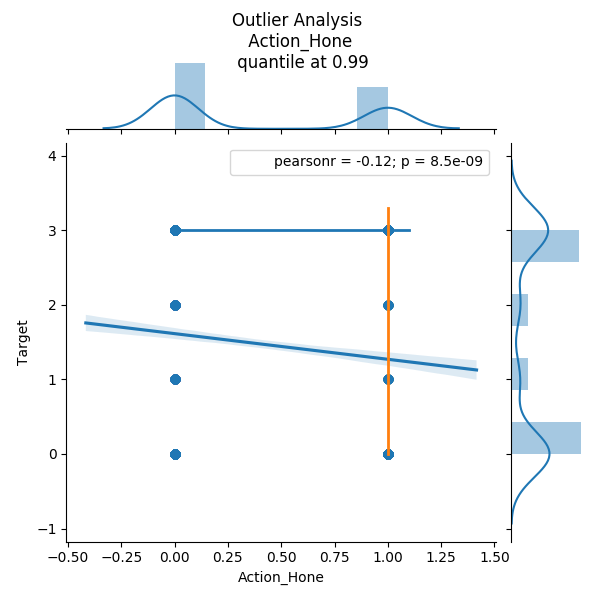 Outlier Analysis
Action_Hone
quantile at 0.99
pearsonr = -0.12; p = 8.5e-09
4
3
2
1
0
−1
Target
−0.50 −0.25 0.00 0.25 0.50 0.75 1.00 1.25 1.50
Action_Hone